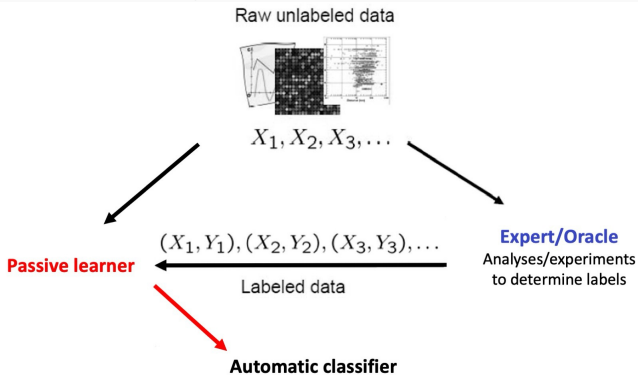 Raw unlabeled data
X₁, X₂, X₃, . . .
Expert/Oracle
Analyses/experiments
to determine labels
(X₁, Y₁), (X₂, Y₂), (X₃, Y₃), . . .
Passive learner
Labeled data
Automatic classifier